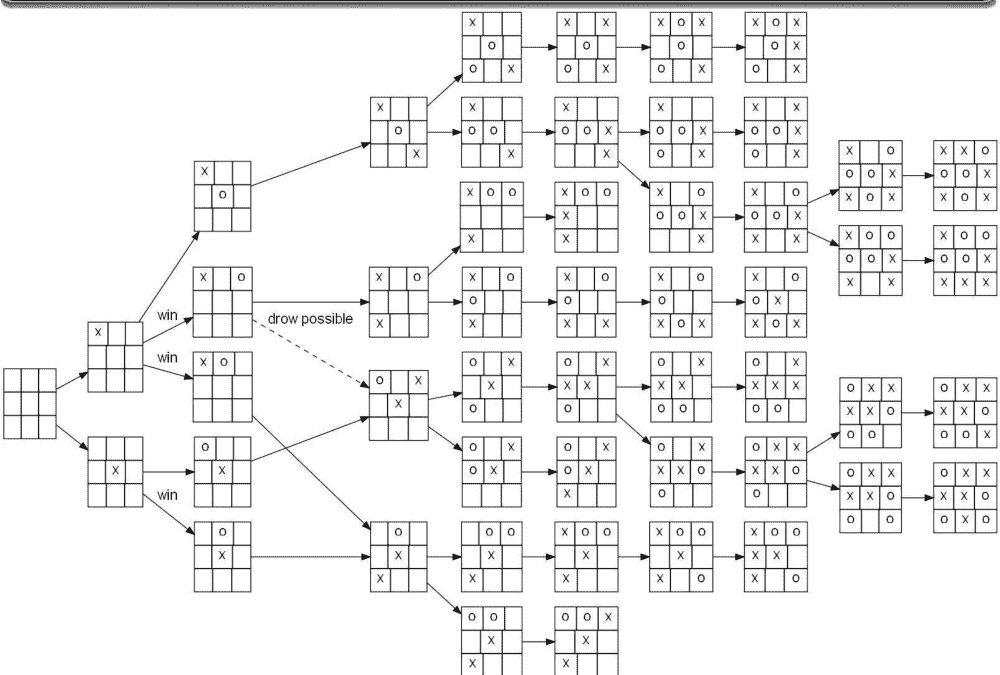 X X X X O X X O X
O O O O X
O X O X O X O X
X X X X X X
O O O O O X O O X O O X
X X X O X O X
X O X X O
O O X O O X
X O X X O X
X
O
X O O X O O X O X O
X O O X O O X
X X X X
X O O X O O
O O X O O X
X X X X X
X O X O X O X O X O X O
O O O O X
X X X X X O X X O X
win
drow possible
X
win
X O
O X O X O X O X O X
X X X X X X X X X X
O O O O O O
O X X O X X
X X O X X O
O O O O X
O O X O X O X O X X
X X O X O X X X O X X O
X O O
win
O X X O X X
X X O X X O
O O O X O
O O O O X O O X O O X O O
X X X X X X X
X X X X O X O
O O O O X
X X
X X